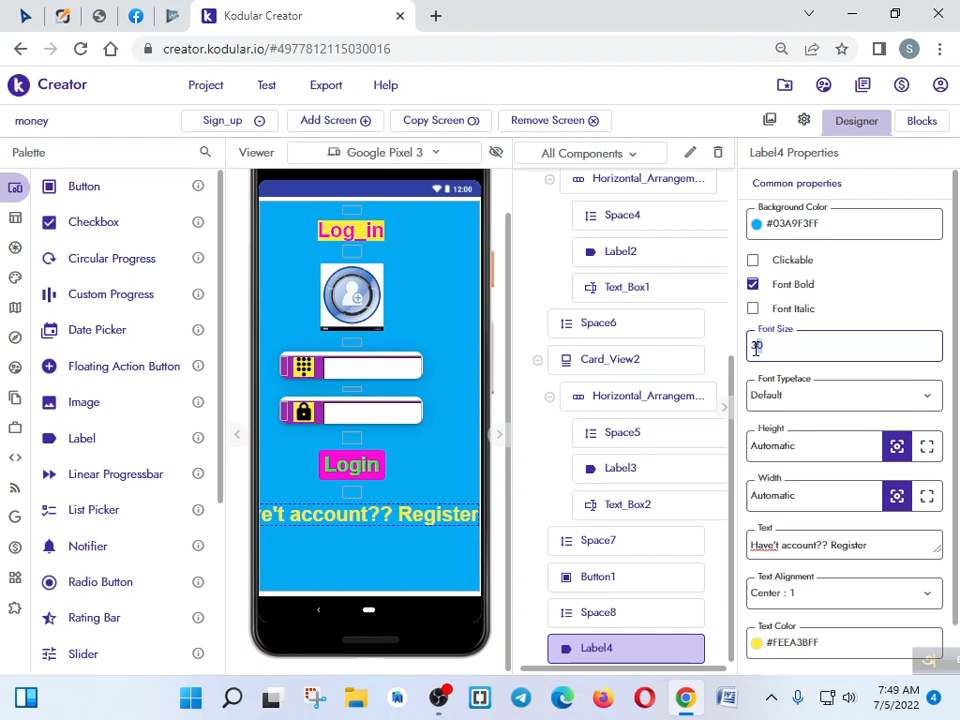 Kodular Creator
creator.kodular.io/#4977812115030016
S
Creator
Project
Test
Export
Help
money
Sign_up
Add Screen
Copy Screen
Remove Screen
Designer
Blocks
Palette
Viewer
Google Pixel 3
All Components
Label4 Properties
Button
Checkbox
Circular Progress
Custom Progress
Date Picker
Floating Action Button
Image
Label
Linear Progressbar
List Picker
Notifier
Radio Button
Rating Bar
Slider
12:00
Log_in
Login
e't account?? Register
Horizontal_Arrangem...
Space4
Label2
Text_Box1
Space6
Card_View2
Horizontal_Arrangem...
Space5
Label3
Text_Box2
Space7
Button1
Space8
Label4
Common properties
Background Color
#03A9F3FF
Clickable
Font Bold
Font Italic
Font Size
30
Font Typeface
Default
Height
Automatic
Width
Automatic
Text
Have't account?? Register
Text Alignment
Center : 1
Text Color
#FEEA3BFF
7:49 AM
7/5/2022
4